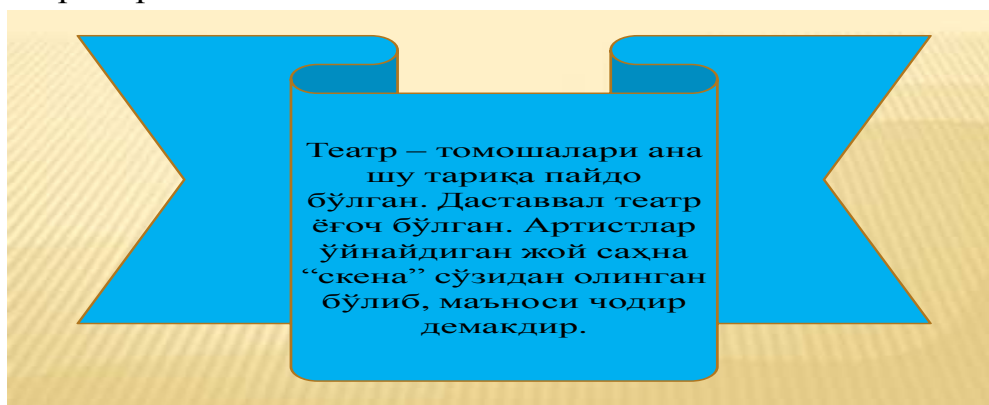 Театр – томошалари ана
шу тариқа пайдо
бўлган. Даставвал театр
ёғоч бўлган. Артистлар
ўйнайдиган жой саҳна
“скена” сўзидан олинган
бўлиб, маъноси чодир
демакдир.